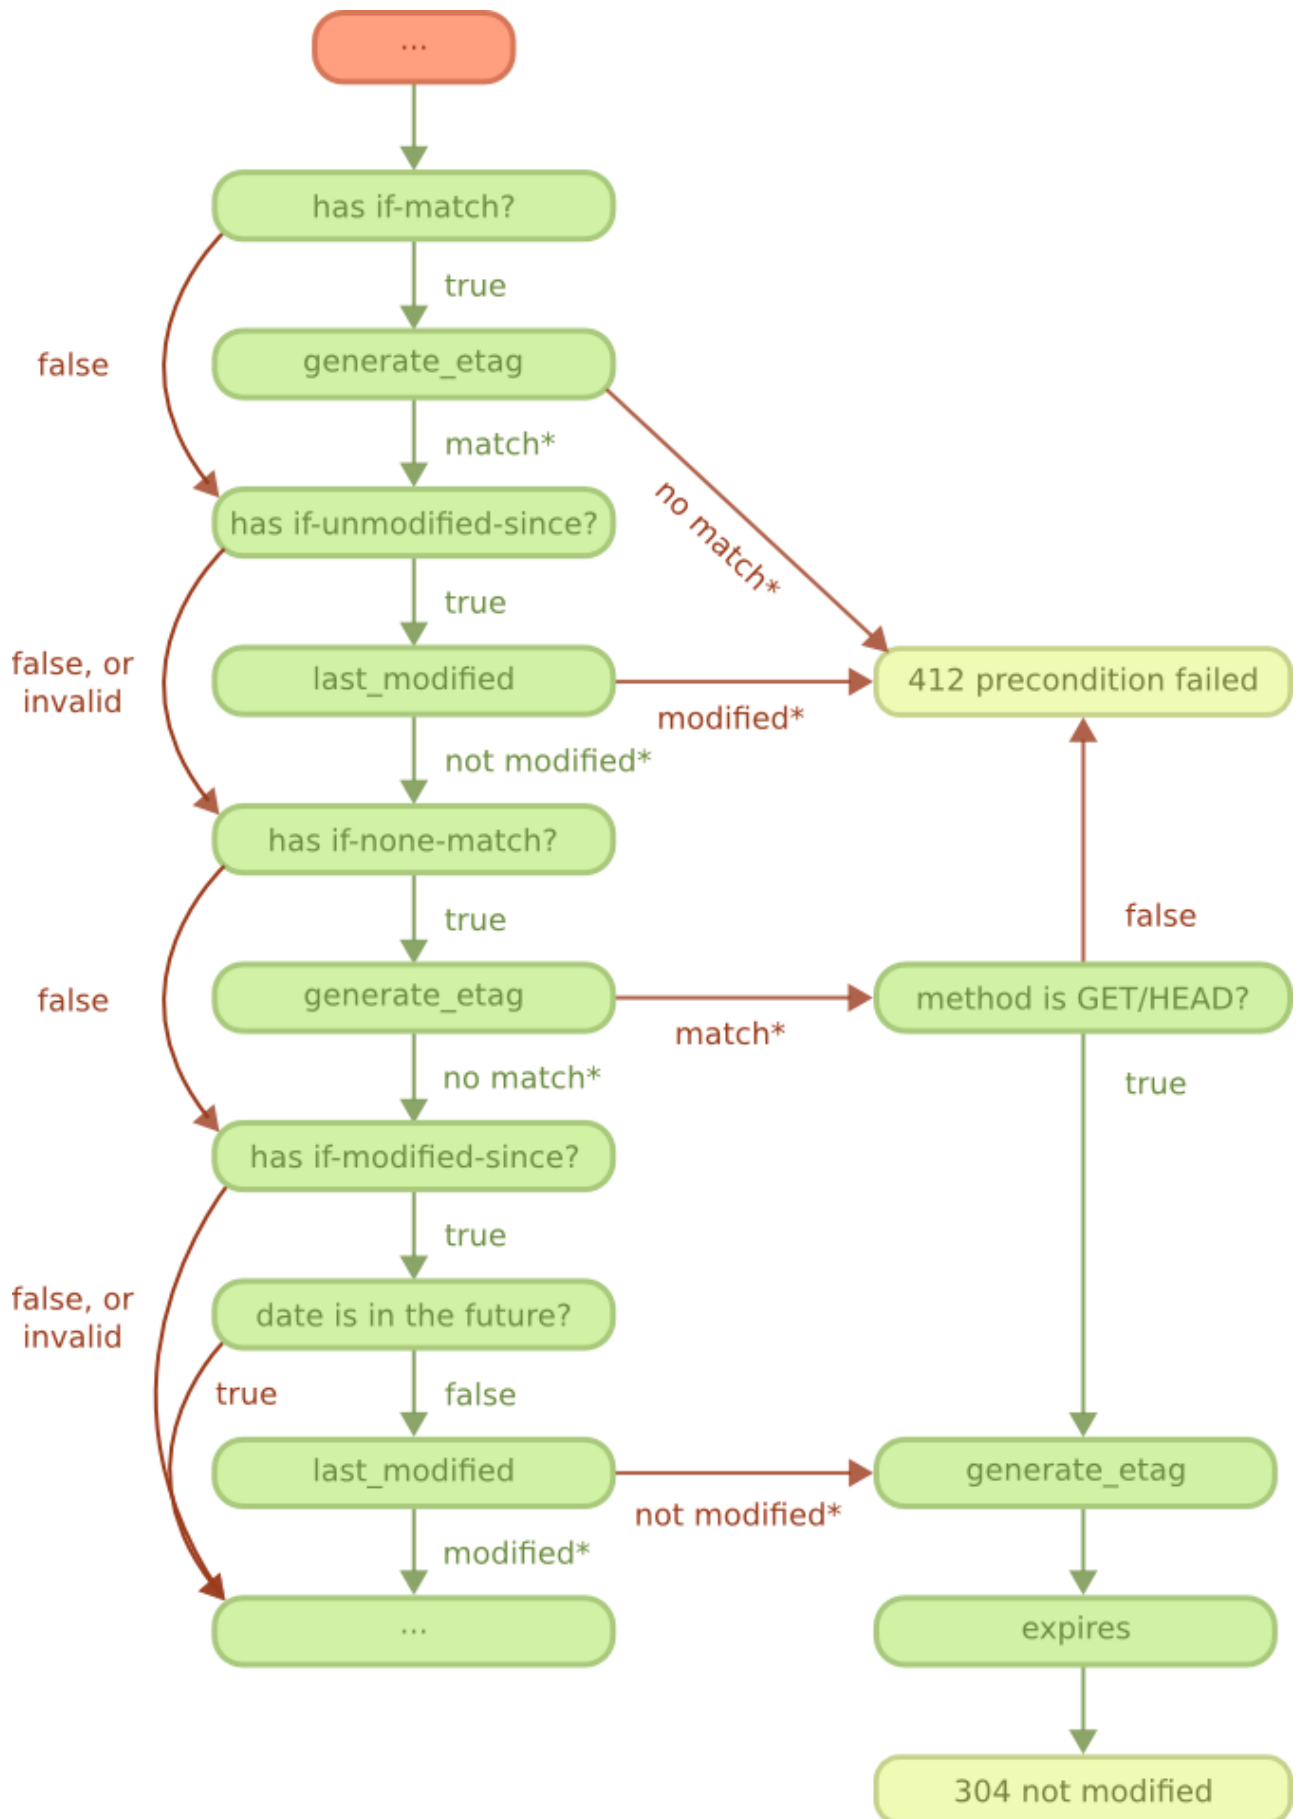 ...
has if-match?
true
false
generate_etag
match*
no match*
has if-unmodified-since?
true
false, or
invalid
last_modified
412 precondition failed
modified*
not modified*
has if-none-match?
true
false
false
generate_etag
method is GET/HEAD?
match*
no match*
true
has if-modified-since?
true
false, or
invalid
date is in the future?
true
false
last_modified
generate_etag
not modified*
modified*
...
expires
304 not modified